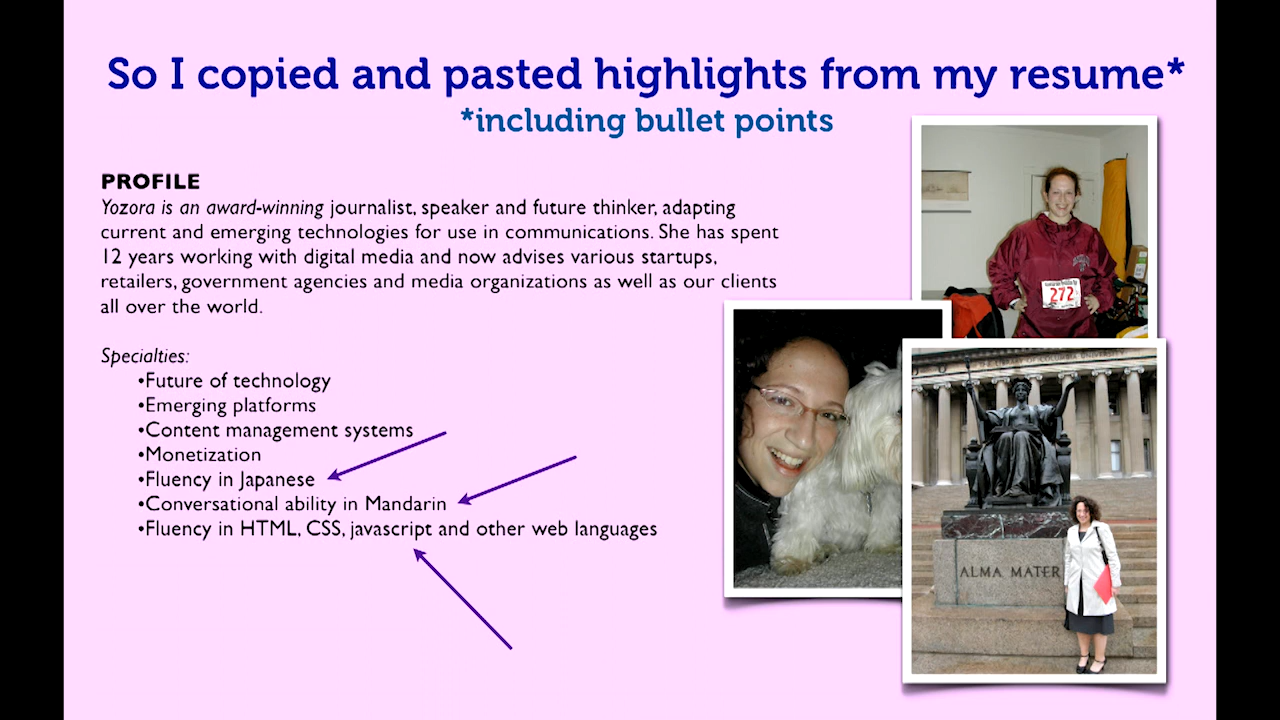 So I copied and pasted highlights from my resume*
*including bullet points
PROFILE
Yozora is an award-winning journalist, speaker and future thinker, adapting
current and emerging technologies for use in communications. She has spent
12 years working with digital media and now advises various startups,
retailers, government agencies and media organizations as well as our clients
all over the world.
Specialties:
•Future of technology
•Emerging platforms
•Content management systems
•Monetization
•Fluency in Japanese
•Conversational ability in Mandarin
•Fluency in HTML, CSS, javascript and other web languages
272
ALMA MATER